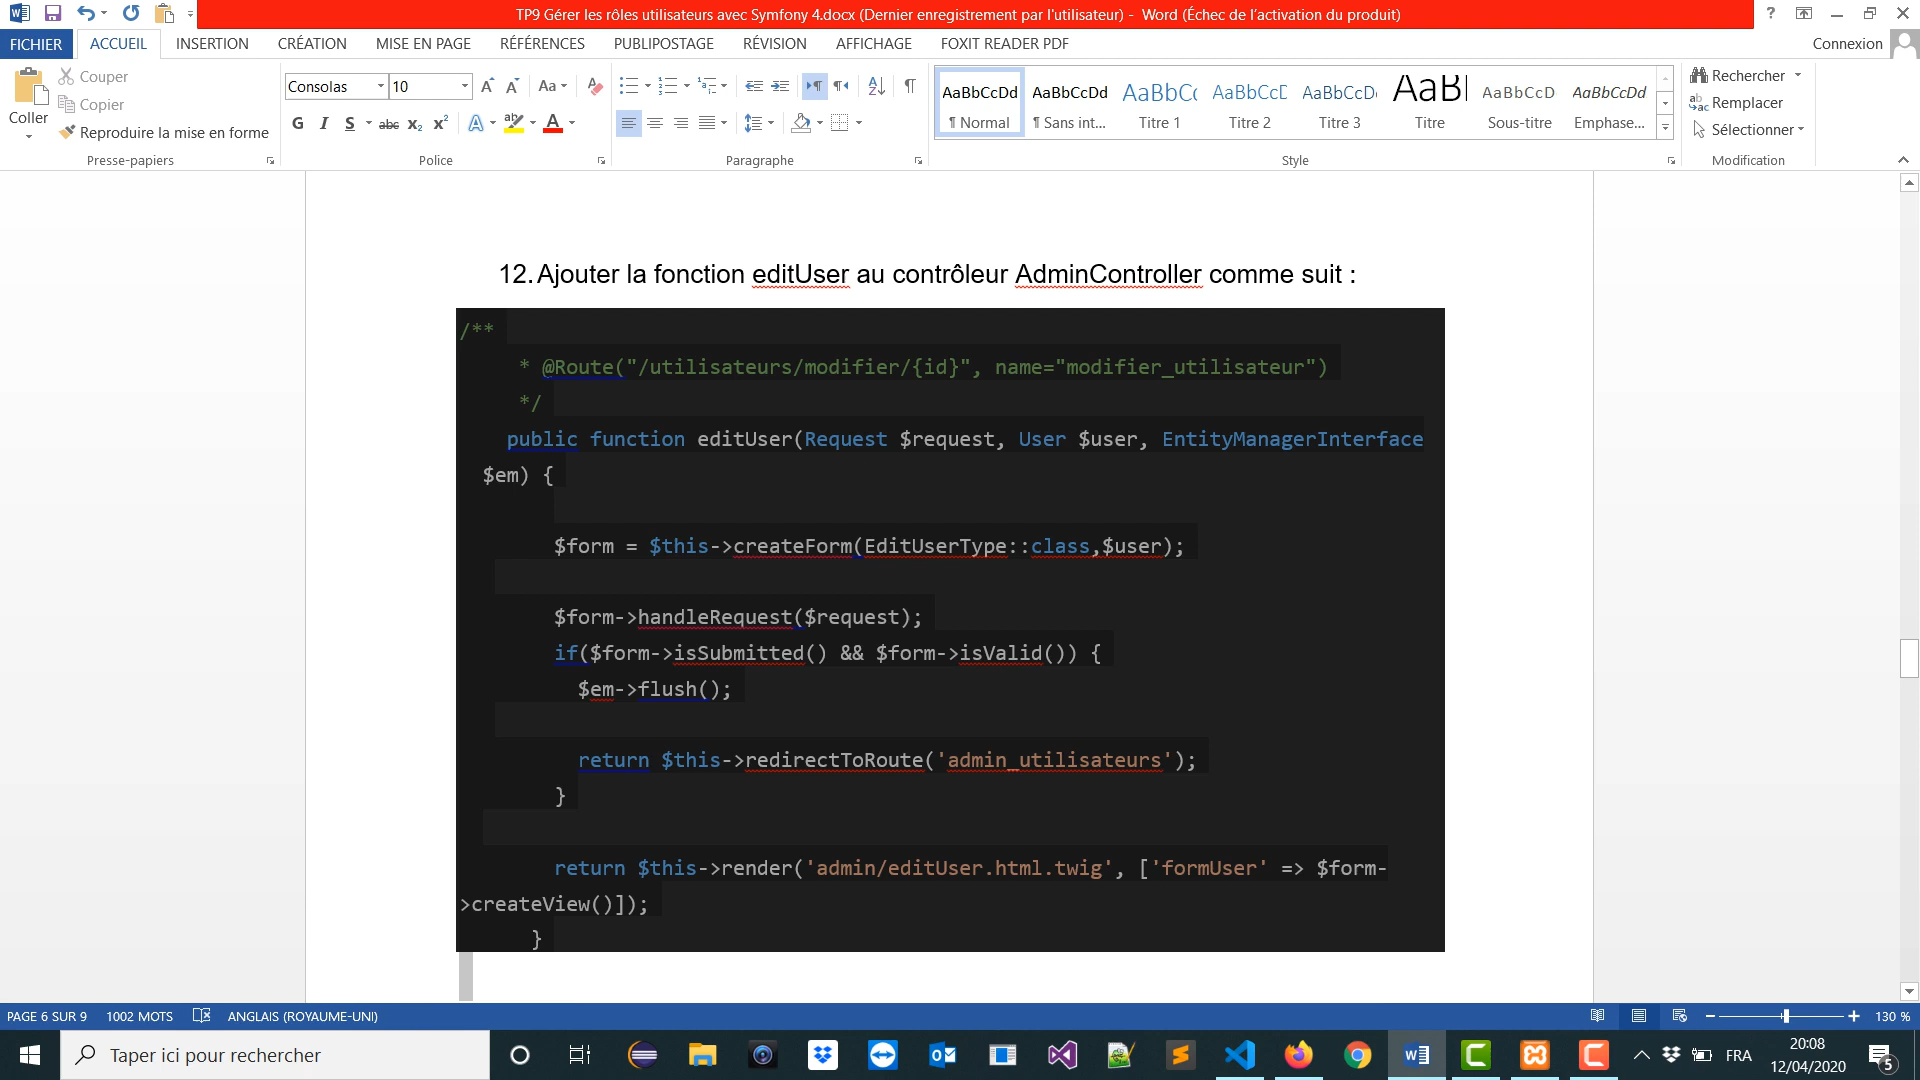 TP9 Gérer les rôles utilisateurs avec Symfony 4.docx (Dernier enregistrement par l'utilisateur) - Word (Échec de l'activation du produit)
FICHIER ACCUEIL INSERTION CRÉATION MISE EN PAGE RÉFÉRENCES PUBLIPOSTAGE RÉVISION AFFICHAGE FOXIT READER PDF Connexion
Coller
Couper
Copier
Reproduire la mise en forme
Presse-papiers
Consolas 10
G I S abc X₂ X²
Police
Paragraphe
AaBbCcDd AaBbCcDd AaBbCc AaBbCcE AaBbCcDc AaBl AaBbCcD AaBbCcDd
¶ Normal ¶ Sans int... Titre 1 Titre 2 Titre 3 Titre Sous-titre Emphase...
Style
Rechercher
Remplacer
Sélectionner
Modification
12. Ajouter la fonction editUser au contrôleur AdminController comme suit :
/**
* @Route("/utilisateurs/modifier/{id}", name="modifier_utilisateur")
*/
public function editUser(Request $request, User $user, EntityManagerInterface
$em) {
$form = $this->createForm(EditUserType::class,$user);
$form->handleRequest($request);
if($form->isSubmitted() && $form->isValid()) {
$em->flush();
return $this->redirectToRoute('admin_utilisateurs');
}
return $this->render('admin/editUser.html.twig', ['formUser' => $form-
>createView()]);
}
PAGE 6 SUR 9 1002 MOTS ANGLAIS (ROYAUME-UNI) 130 %
Taper ici pour rechercher
FRA
20:08
12/04/2020
5